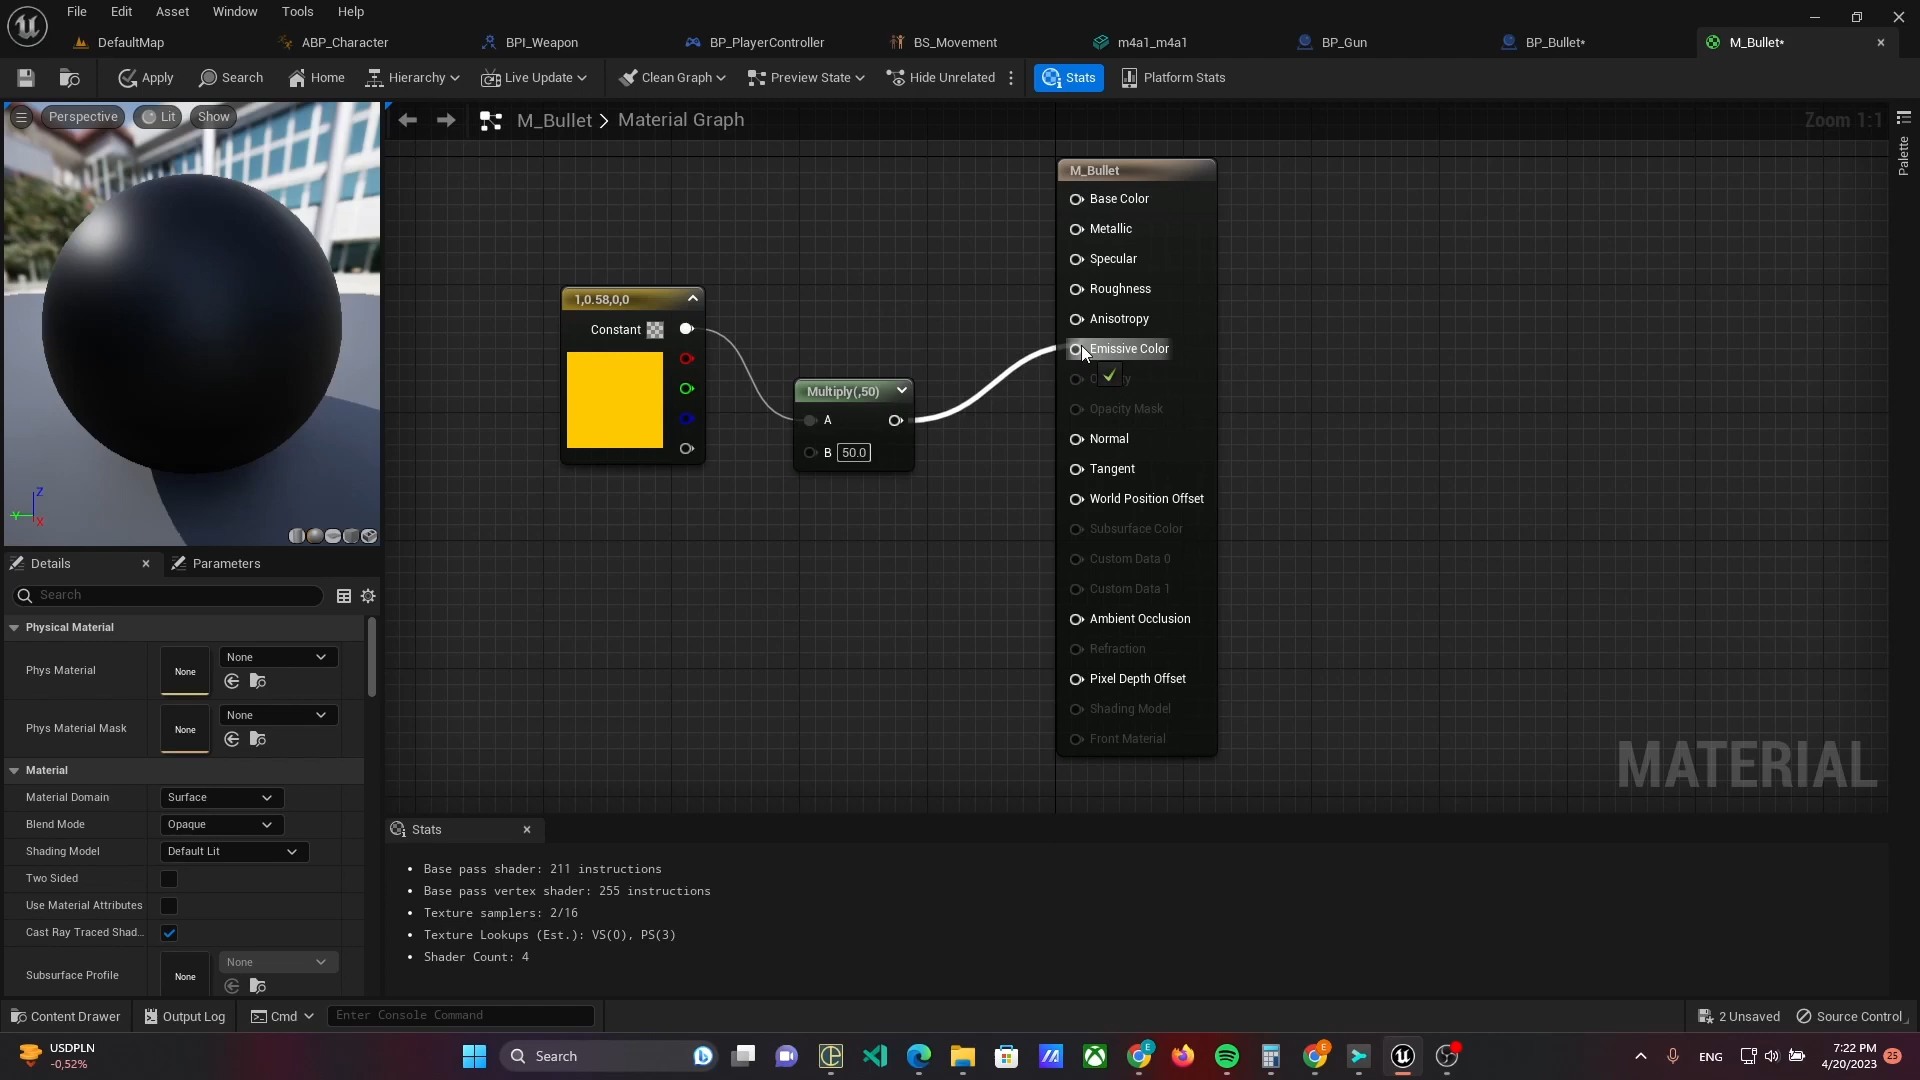 File Edit Asset Window Tools Help
DefaultMap ABP_Character BPI_Weapon BP_PlayerController BS_Movement m4a1_m4a1 BP_Gun BP_Bullet* M_Bullet*
Apply Search Home Hierarchy Live Update Clean Graph Preview State Hide Unrelated Stats Platform Stats
Perspective Lit Show
M_Bullet > Material Graph
Zoom 1:1
Palette
M_Bullet
Base Color
Metallic
Specular
Roughness
Anisotropy
Emissive Color
Opacity Mask
Normal
Tangent
World Position Offset
Subsurface Color
Custom Data 0
Custom Data 1
Ambient Occlusion
Refraction
Pixel Depth Offset
Shading Model
Front Material
1,0.58,0,0
Constant
Multiply(,50)
A
B 50.0
MATERIAL
Z
Y
X
Details Parameters
Search
Physical Material
Phys Material None None
Phys Material Mask None None
Material
Material Domain Surface
Blend Mode Opaque
Shading Model Default Lit
Two Sided
Use Material Attributes
Cast Ray Traced Shad...
Subsurface Profile None None
Stats
Base pass shader: 211 instructions
Base pass vertex shader: 255 instructions
Texture samplers: 2/16
Texture Lookups (Est.): VS(0), PS(3)
Shader Count: 4
Content Drawer Output Log Cmd Enter Console Command 2 Unsaved Source Control
USDPLN
-0,52%
Search
E E
ENG
7:22 PM
4/20/2023
25